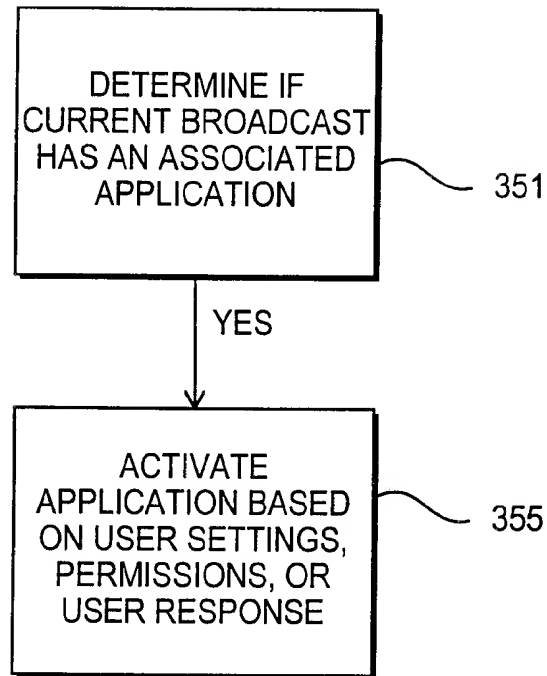 DETERMINE IF
CURRENT BROADCAST
HAS AN ASSOCIATED
APPLICATION
351
YES
ACTIVATE
APPLICATION BASED
ON USER SETTINGS,
PERMISSIONS, OR
USER RESPONSE
355